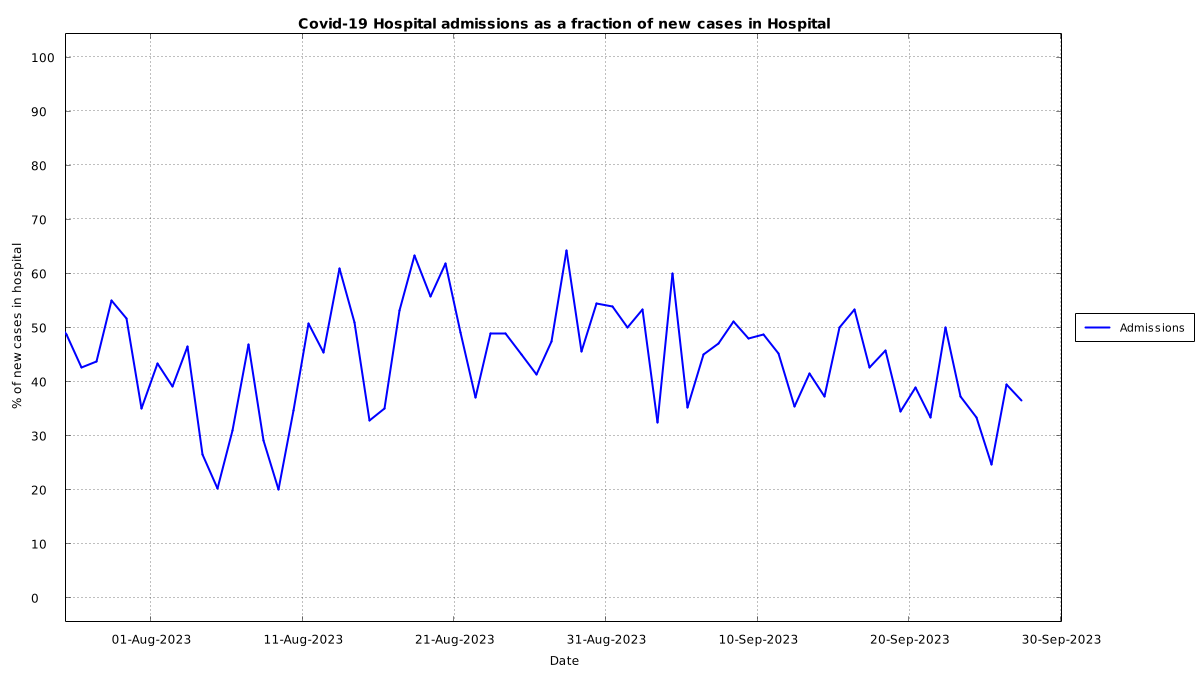 Covid-19 Hospital admissions as a fraction of new cases in Hospital
% of new cases in hospital
100
90
80
70
60
50
40
30
20
10
0
01-Aug-2023 11-Aug-2023 21-Aug-2023 31-Aug-2023 10-Sep-2023 20-Sep-2023 30-Sep-2023
Date
Admissions